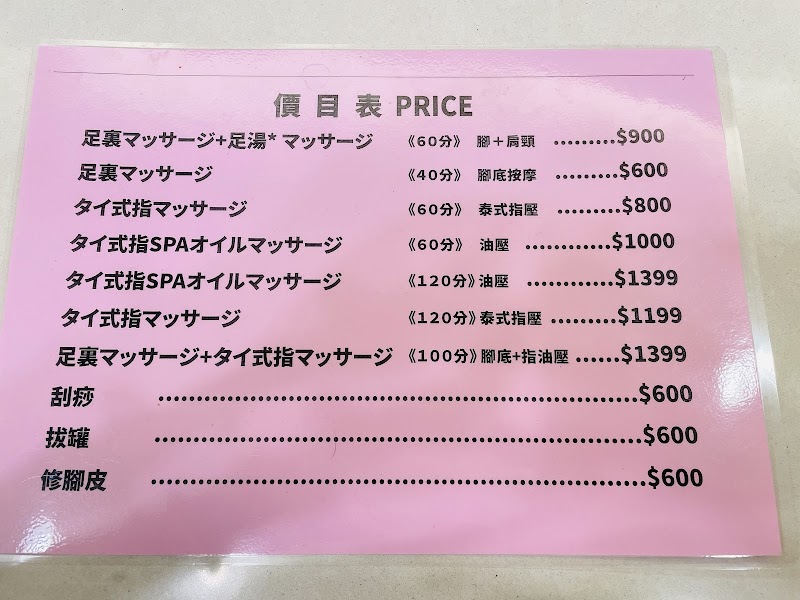 價目表 PRICE
足裏マッサージ+足湯* マッサージ 《60分》 腳＋肩頸 .........$900
足裏マッサージ 《40分》 腳底按摩 .........$600
タイ式指マッサージ 《60分》 泰式指壓 .........$800
タイ式指SPAオイルマッサージ 《60分》 油壓 ............$1000
タイ式指SPAオイルマッサージ 《120分》油壓 ............$1399
タイ式指マッサージ 《120分》泰式指壓 .........$1199
足裏マッサージ+タイ式指マッサージ 《100分》腳底+指油壓 ......$1399
刮痧 ..................................................$600
拔罐 ..................................................$600
修腳皮 ..................................................$600